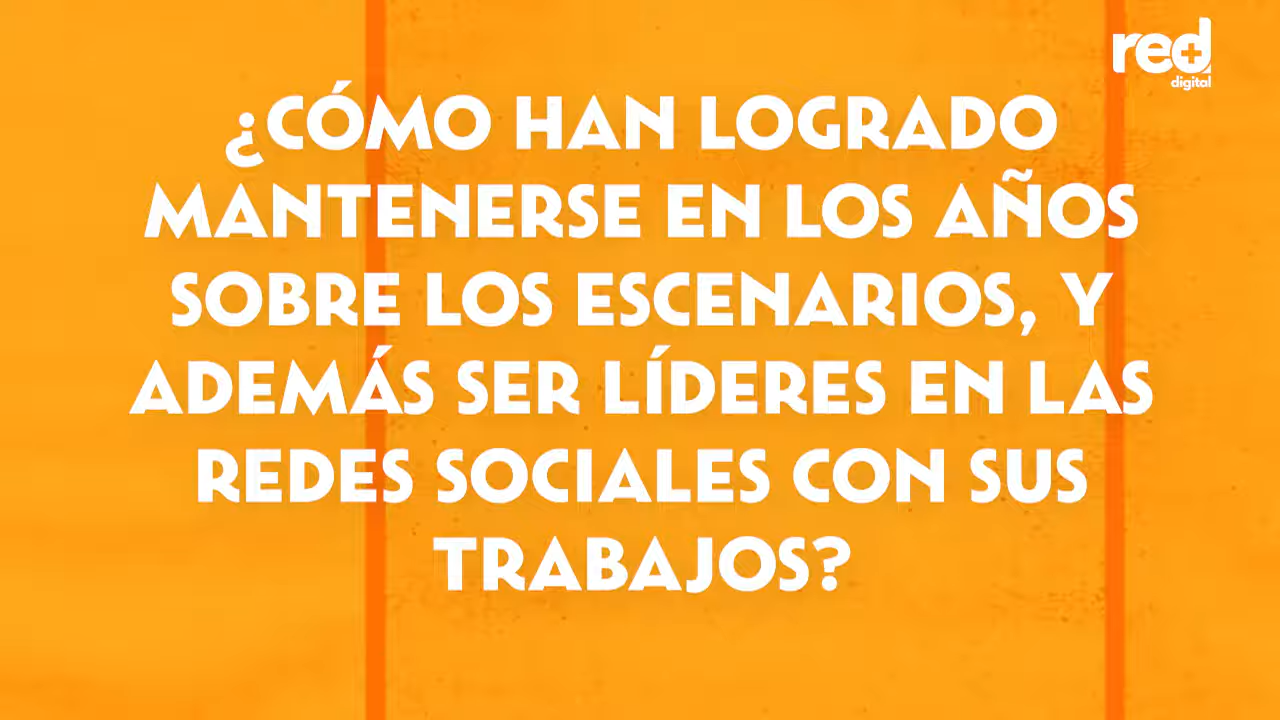 red
digital
¿CÓMO HAN LOGRADO
MANTENERSE EN LOS AÑOS
SOBRE LOS ESCENARIOS, Y
ADEMÁS SER LÍDERES EN LAS
REDES SOCIALES CON SUS
TRABAJOS?